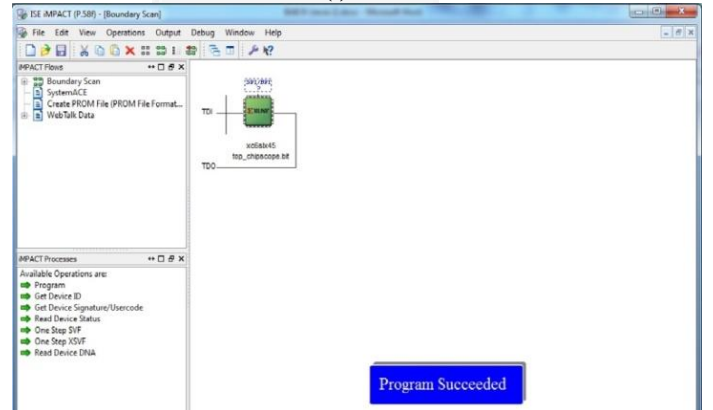 ISE iMPACT (P.58f) - [Boundary Scan]
File Edit View Operations Output Debug Window Help
iMPACT Flows
Boundary Scan
SystemACE
Create PROM File (PROM File Format...
WebTalk Data
TDI
XILINX
xc6slx45
top_chipscope.bit
TDO
iMPACT Processes
Available Operations are:
Program
Get Device ID
Get Device Signature/Usercode
Read Device Status
One Step SVF
One Step XSVF
Read Device DNA
Program Succeeded